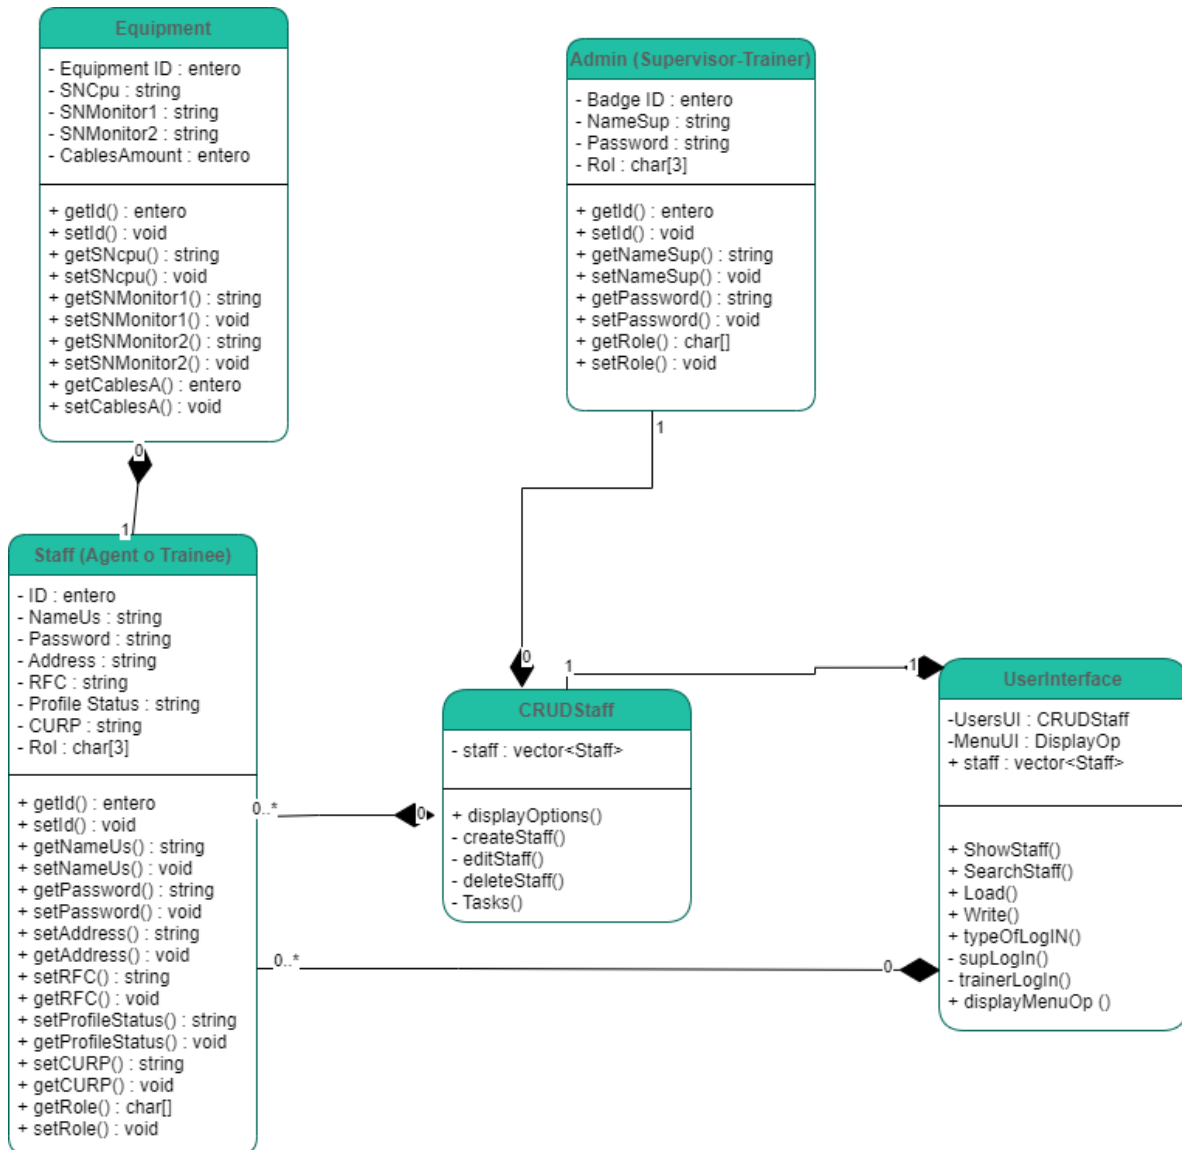 Equipment
- Equipment ID : entero
- SNCpu : string
- SNMonitor1 : string
- SNMonitor2 : string
- CablesAmount : entero
+ getId() : entero
+ setId() : void
+ getSNcpu() : string
+ setSNcpu() : void
+ getSNMonitor1() : string
+ setSNMonitor1() : void
+ getSNMonitor2() : string
+ setSNMonitor2() : void
+ getCablesA() : entero
+ setCablesA() : void
0
1
Admin (Supervisor-Trainer)
- Badge ID : entero
- NameSup : string
- Password : string
- Rol : char[3]
+ getId() : entero
+ setId() : void
+ getNameSup() : string
+ setNameSup() : void
+ getPassword() : string
+ setPassword() : void
+ getRole() : char[]
+ setRole() : void
1
0
Staff (Agent o Trainee)
- ID : entero
- NameUs : string
- Password : string
- Address : string
- RFC : string
- Profile Status : string
- CURP : string
- Rol : char[3]
+ getId() : entero
+ setId() : void
+ getNameUs() : string
+ setNameUs() : void
+ getPassword() : string
+ setPassword() : void
+ setAddress() : string
+ getAddress() : void
+ setRFC() : string
+ getRFC() : void
+ setProfileStatus() : string
+ getProfileStatus() : void
+ setCURP() : string
+ getCURP() : void
+ getRole() : char[]
+ setRole() : void
0..*
0
0..*
0
CRUDStaff
- staff : vector<Staff>
+ displayOptions()
- createStaff()
- editStaff()
- deleteStaff()
- Tasks()
1
1
UserInterface
-UsersUI : CRUDStaff
-MenuUI : DisplayOp
+ staff : vector<Staff>
+ ShowStaff()
+ SearchStaff()
+ Load()
+ Write()
+ typeOfLogIN()
- supLogIn()
- trainerLogIn()
+ displayMenuOp ()